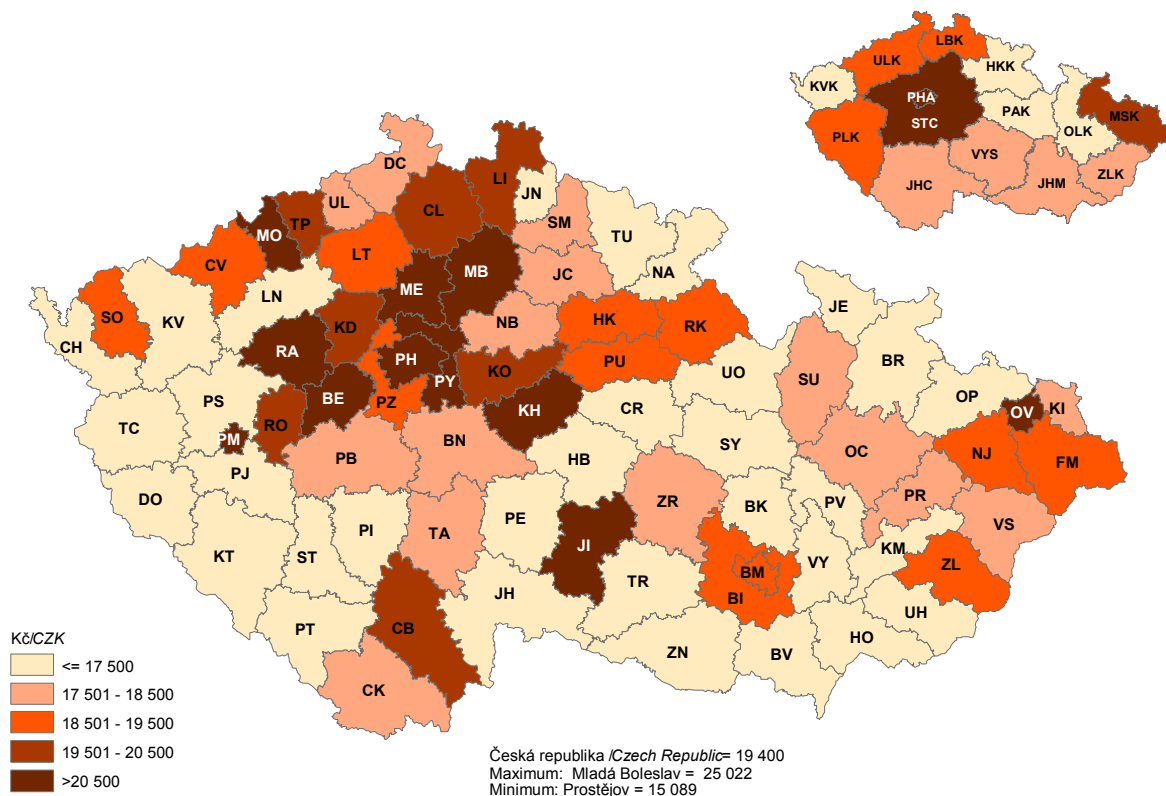 LBK
ULK
HKK
KVK
PHA
PAK
MSK
STC
OLK
PLK
VYS
ZLK
JHC
JHM
DC
LI
JN
UL
CL
SM
TP
MO
TU
LT
CV
MB
JC
NA
ME
LN
SO
KV
JE
NB
HK
RK
KD
CH
RA
PH
BR
PU
KO
UO
PY
SU
BE
PS
PZ
OP
OV
KI
CR
KH
RO
TC
PM
BN
SY
OC
NJ
FM
PB
HB
PJ
DO
ZR
PR
PV
BK
VS
PE
PI
TA
JI
KM
KT
ST
ZL
BM
VY
TR
BI
JH
UH
CB
PT
HO
ZN
BV
CK
Kč/CZK
<= 17 500
17 501 - 18 500
18 501 - 19 500
19 501 - 20 500
>20 500
Česká republika /Czech Republic= 19 400
Maximum: Mladá Boleslav = 25 022
Minimum: Prostějov = 15 089